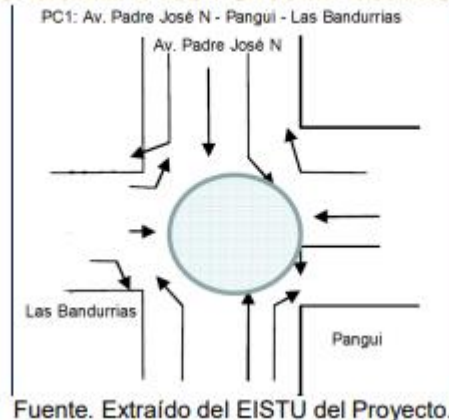 PC1: Av. Padre José N - Pangui - Las Bandurrias
Av. Padre José N
Las Bandurrias
Pangui
Fuente. Extraído del EISTU del Proyecto.